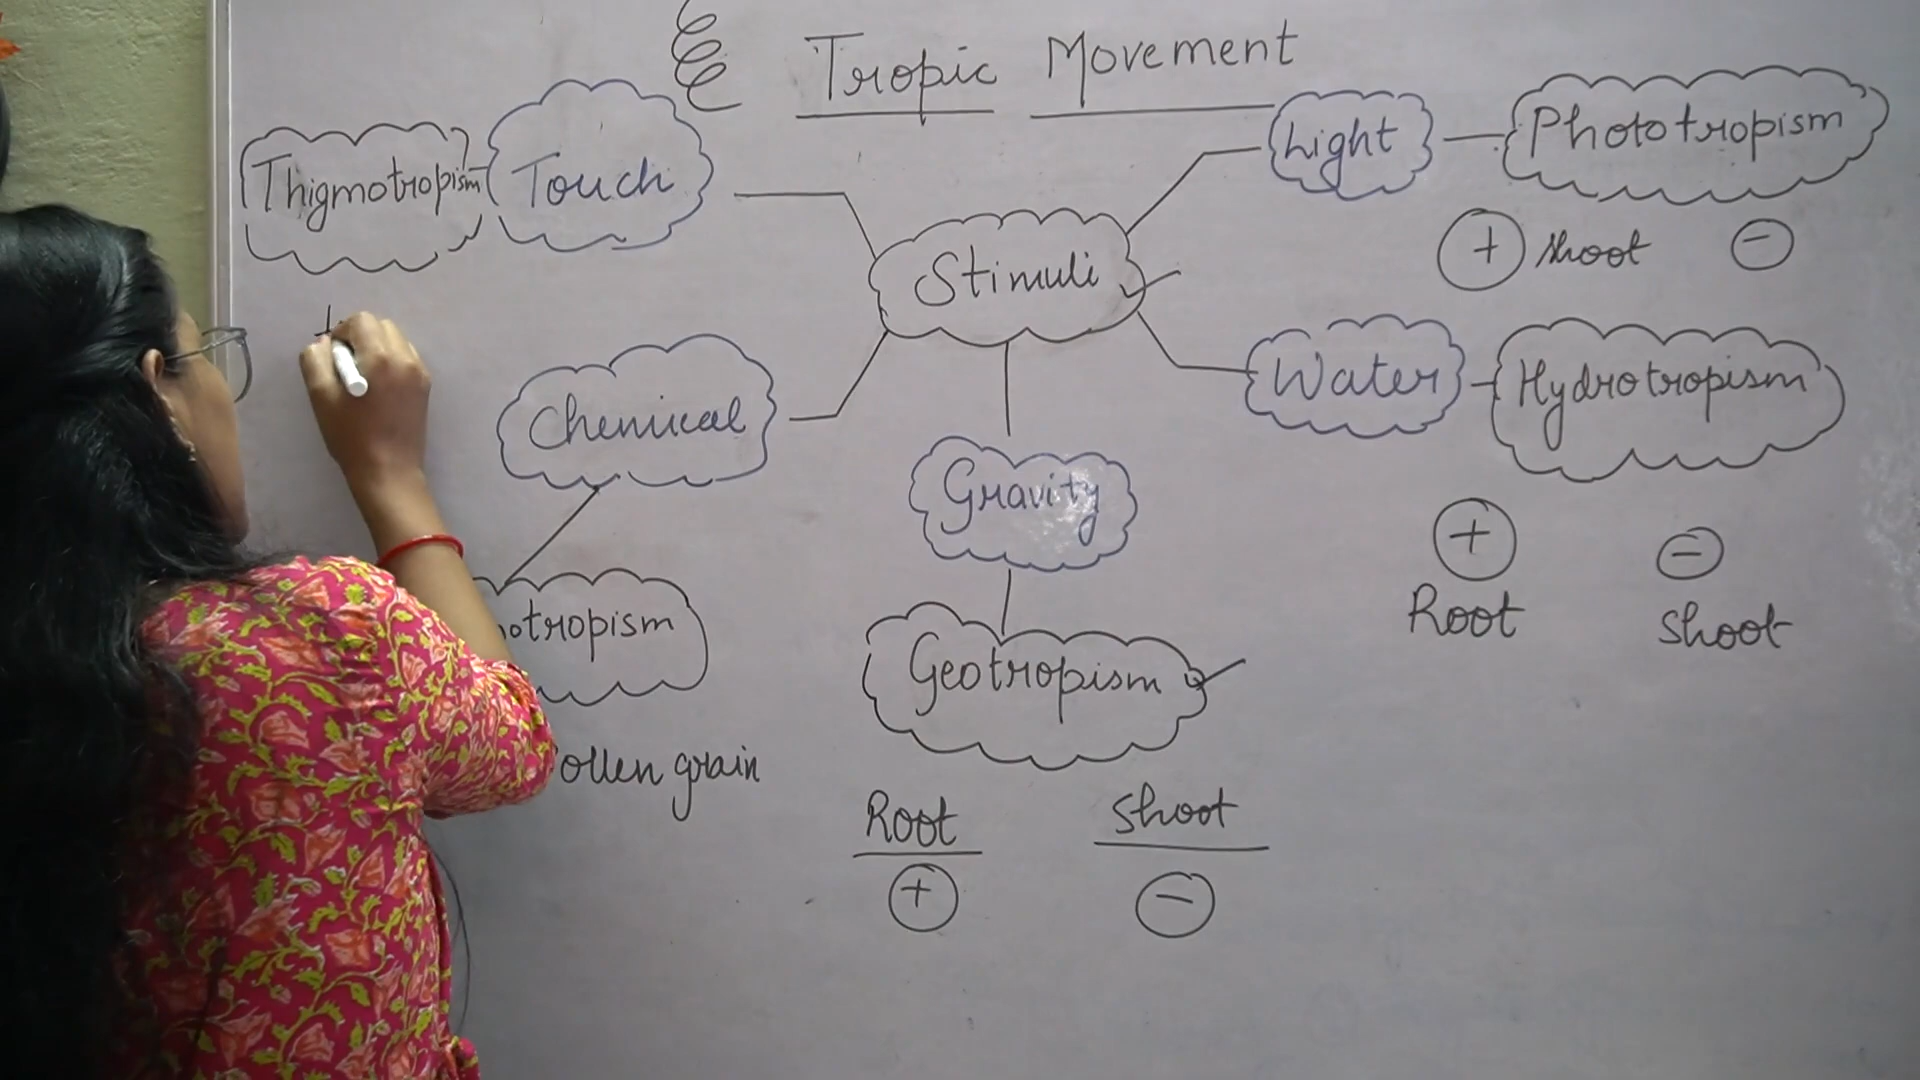 Tropic Movement
Thigmotropism
Touch
Light
Phototropism
+ shoot −
Stimuli
Chemical
Water
Hydrotropism
Gravity
+ −
Root shoot
otropism
Geotropism
ollen grain
Root shoot
+ −